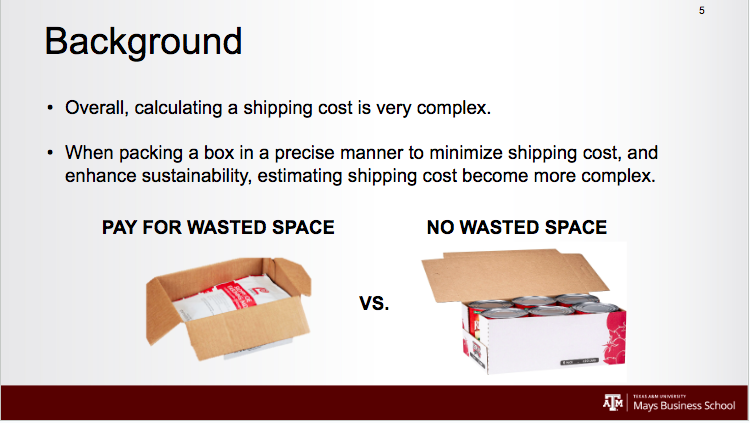 5
Background
• Overall, calculating a shipping cost is very complex.
• When packing a box in a precise manner to minimize shipping cost, and
enhance sustainability, estimating shipping cost become more complex.
PAY FOR WASTED SPACE
NO WASTED SPACE
VS.
TEXAS A&M UNIVERSITY
Mays Business School